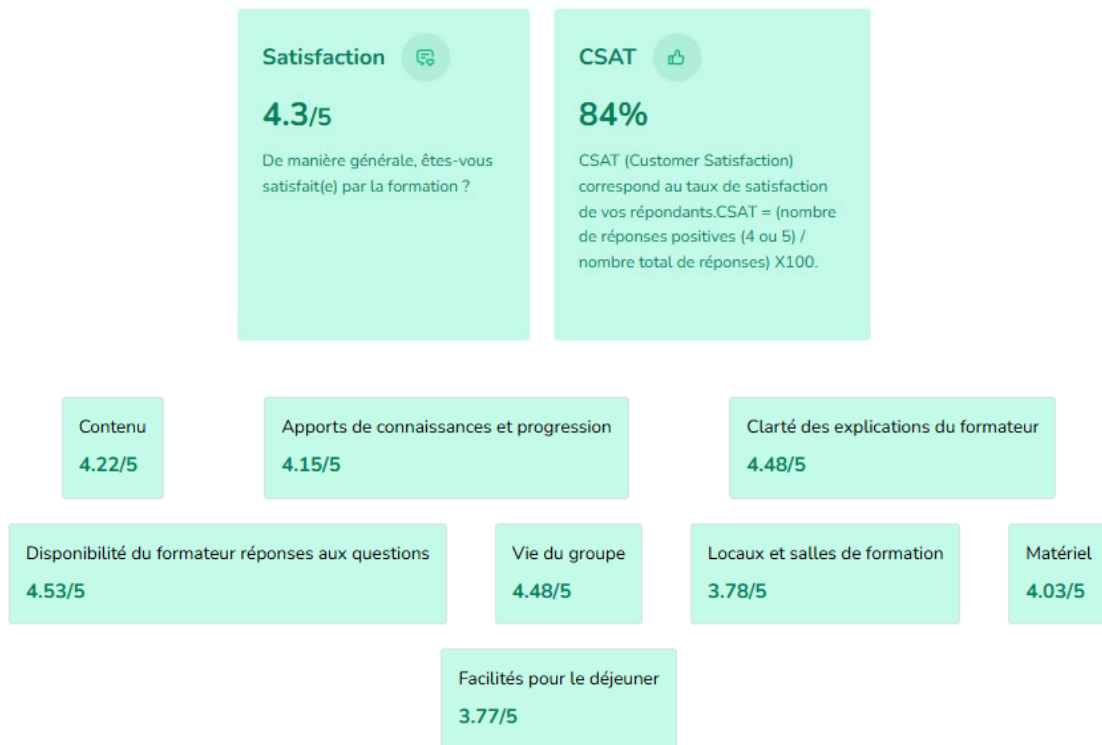 Satisfaction
4.3/5
De manière générale, êtes-vous
satisfait(e) par la formation ?
CSAT
84%
CSAT (Customer Satisfaction)
correspond au taux de satisfaction
de vos répondants.CSAT = (nombre
de réponses positives (4 ou 5) /
nombre total de réponses) X100.
Contenu
4.22/5
Apports de connaissances et progression
4.15/5
Clarté des explications du formateur
4.48/5
Disponibilité du formateur réponses aux questions
4.53/5
Vie du groupe
4.48/5
Locaux et salles de formation
3.78/5
Matériel
4.03/5
Facilités pour le déjeuner
3.77/5